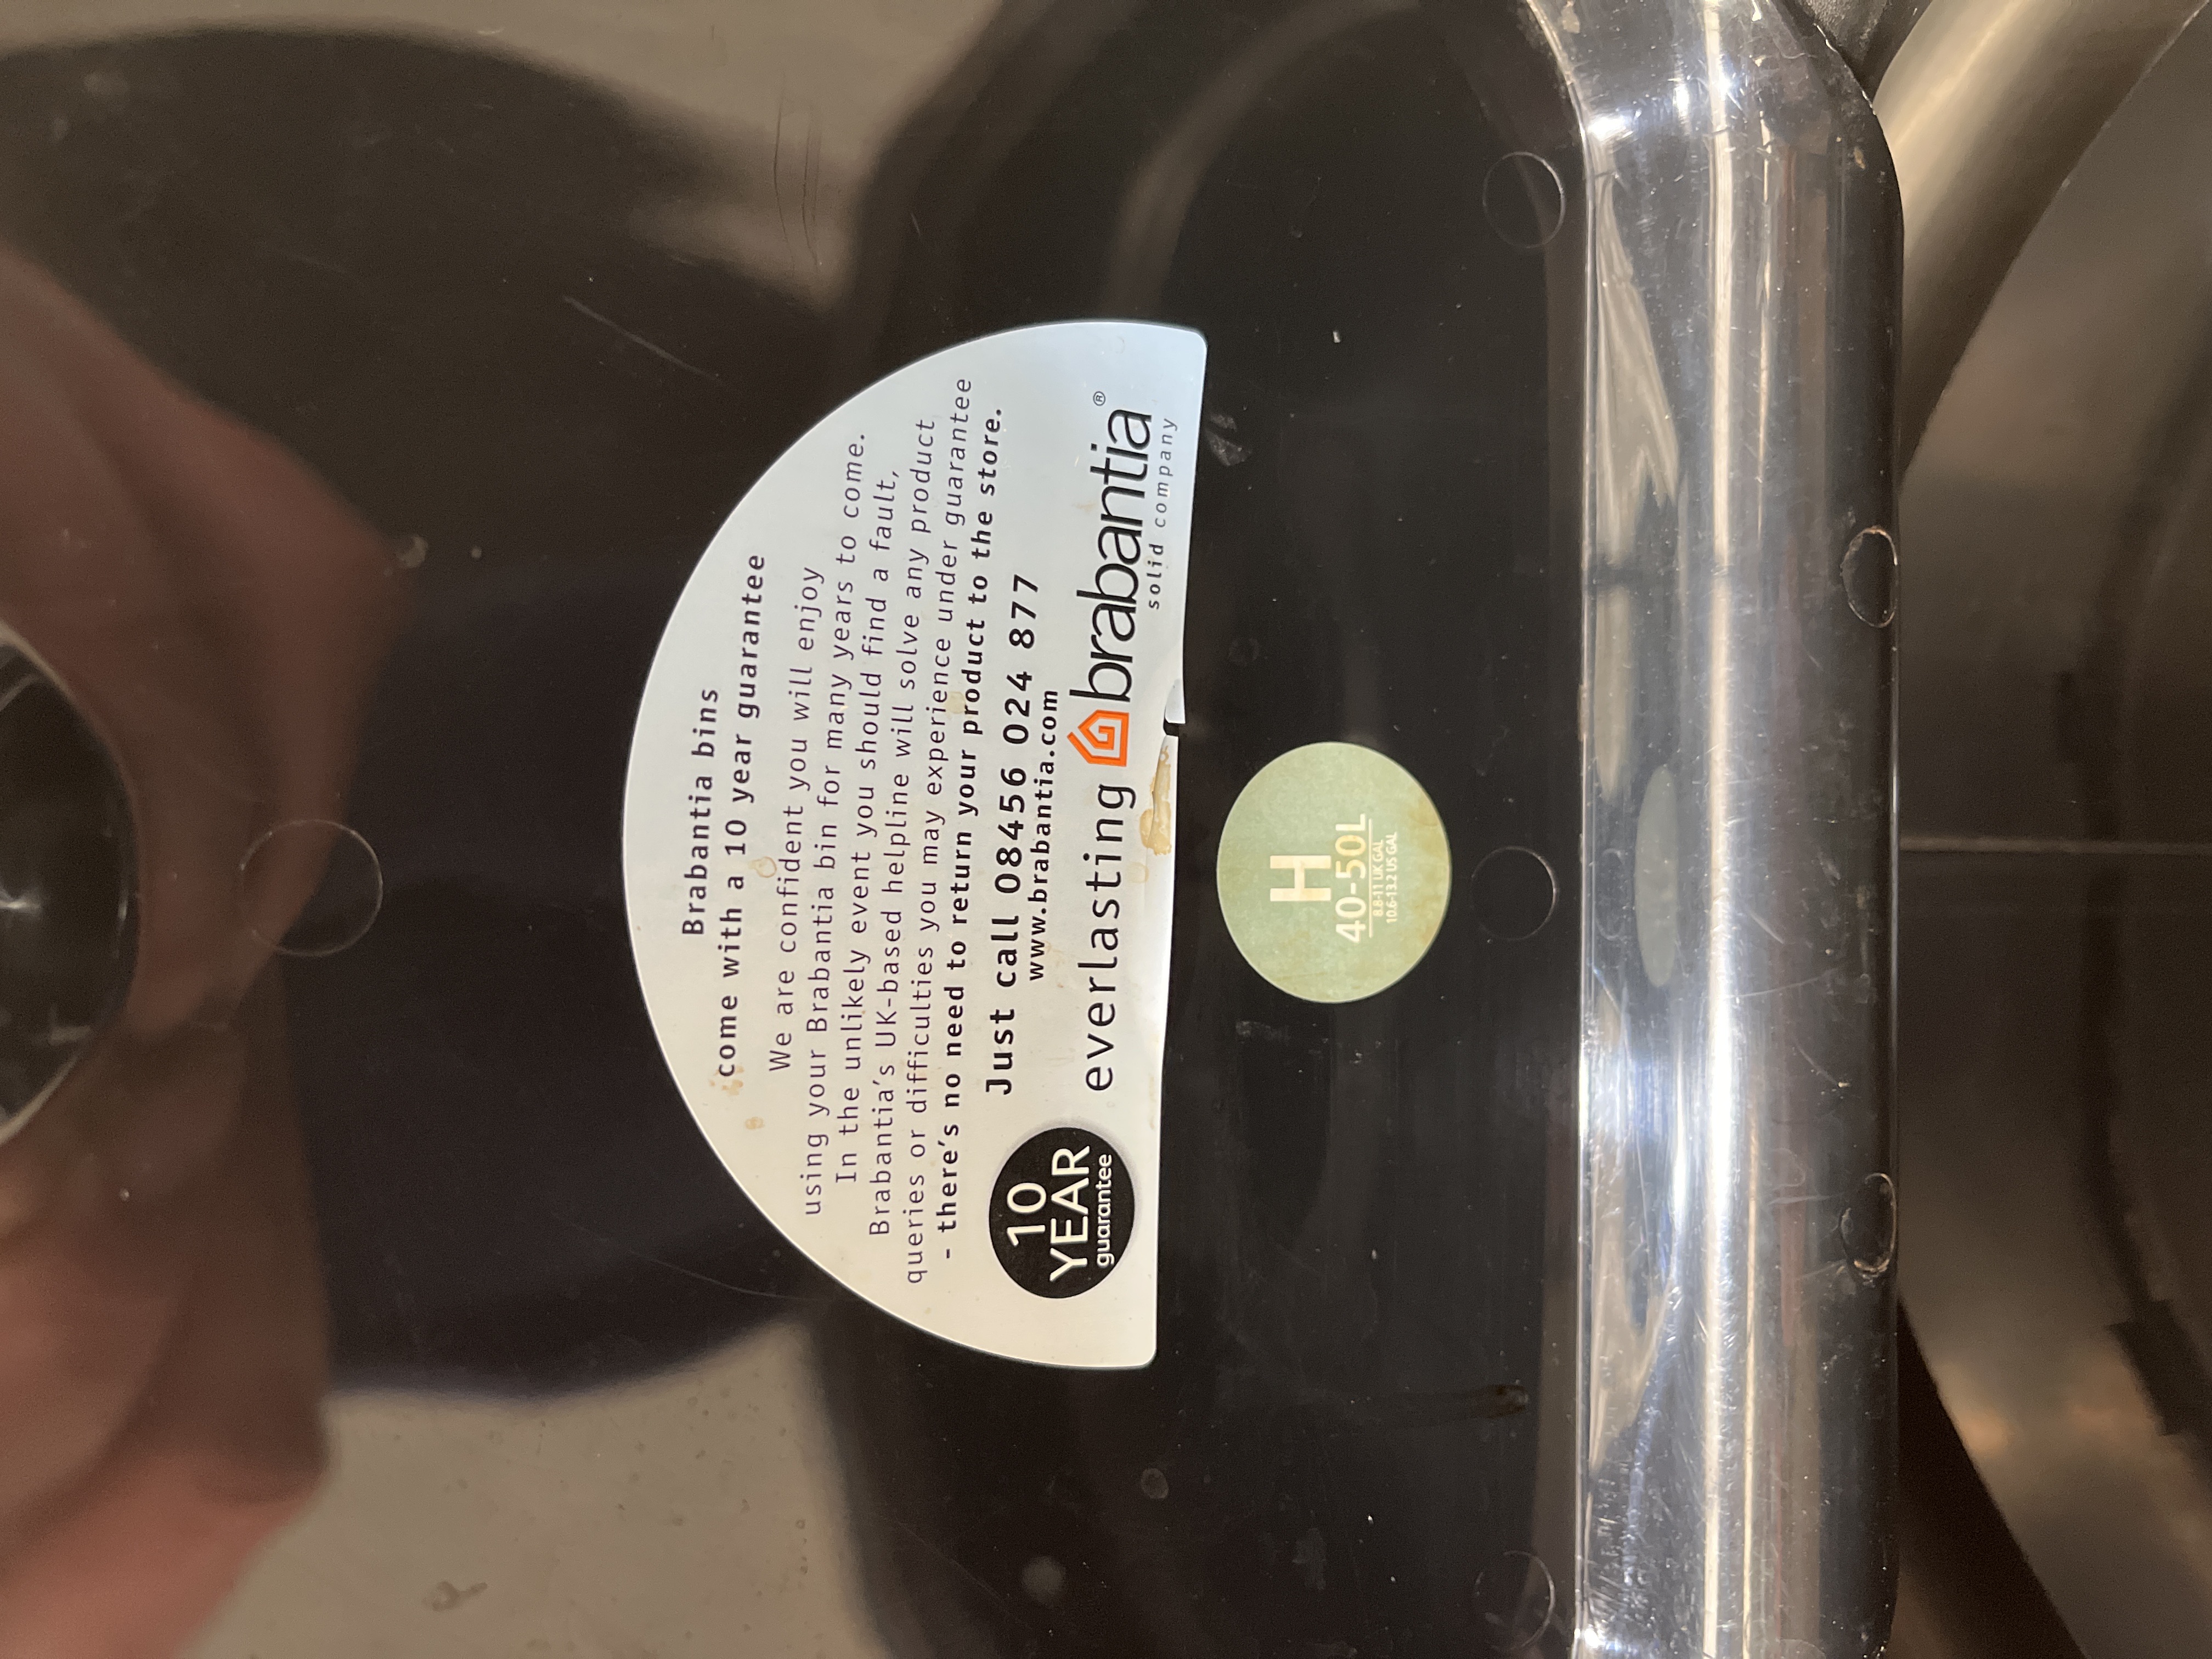 Brabantia bins
come with a 10 year guarantee
We are confident you will enjoy
using your Brabantia bin for many years to come.
In the unlikely event you should find a fault,
Brabantia's UK-based helpline will solve any product
queries or difficulties you may experience under guarantee
- there's no need to return your product to the store.
Just call 08456 024 877
www.brabantia.com
10
YEAR
guarantee
everlasting brabantia®
solid company
H
40-50L
8.8-11 UK GAL
10.6-13.2 US GAL